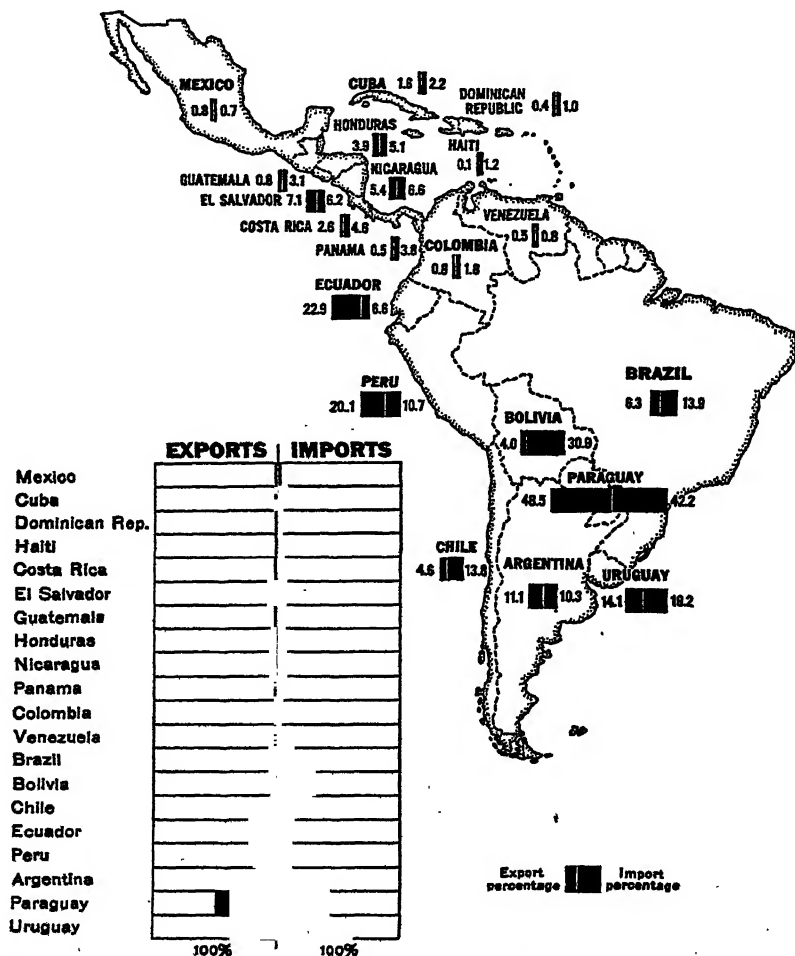 MEXICO
0.8 0.7
CUBA 1.6 2.2
DOMINICAN
REPUBLIC 0.4 1.0
HONDURAS
3.9 5.1
HAITI
0.1 1.2
NICARAGUA
5.4 6.6
GUATEMALA 0.8 3.1
EL SALVADOR 7.1 6.2
COSTA RICA 2.6 4.6
PANAMA 0.5 3.8
VENEZUELA
0.8
COLOMBIA
0.8 1.8
ECUADOR
22.9 6.8
PERU
20.1 10.7
BRAZIL
6.3 13.9
BOLIVIA
4.0 30.9
PARAGUAY
48.5 42.2
CHILE
4.6 13.8
ARGENTINA
11.1 10.3
URUGUAY
14.1 18.2
EXPORTS IMPORTS
Mexico
Cuba
Dominican Rep.
Haiti
Costa Rica
El Salvador
Guatemala
Honduras
Nicaragua
Panama
Colombia
Venezuela
Brazil
Bolivia
Chile
Ecuador
Peru
Argentina
Paraguay
Uruguay
100% 100%
Export percentage
Import percentage